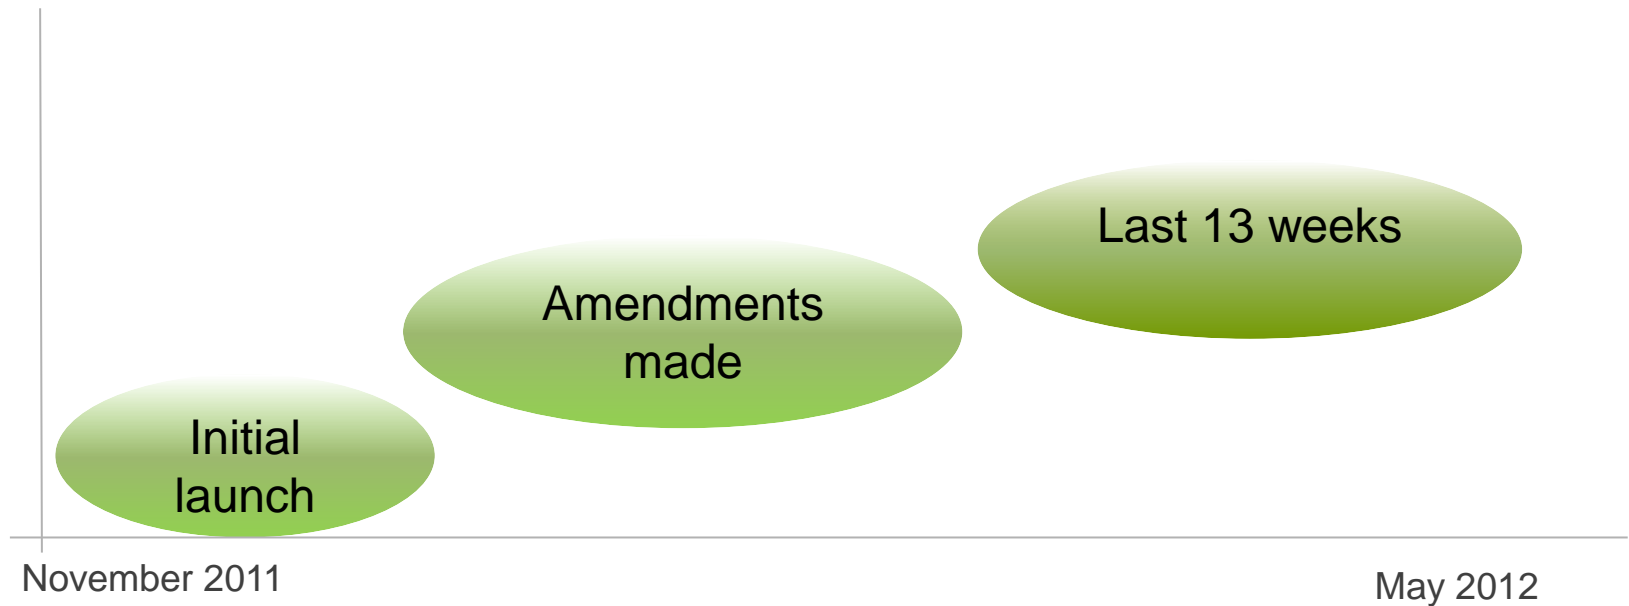 Last 13 weeks
Amendments
made
Initial
launch
November 2011
May 2012